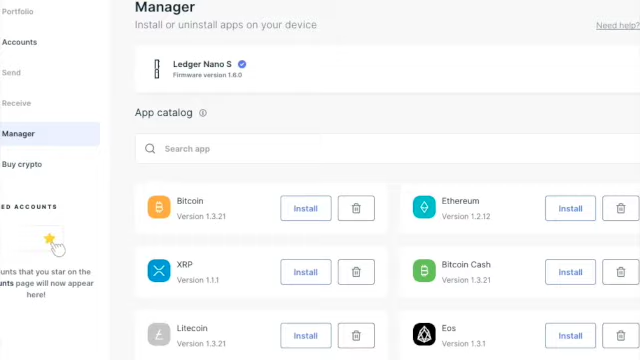 Portfolio
Accounts
Send
Receive
Manager
Buy crypto
ED ACCOUNTS
unts that you star on the
unts page will now appear
here!
Manager
Install or uninstall apps on your device
Need help?
Ledger Nano S
Firmware version 1.6.0
App catalog
Search app
Bitcoin
Version 1.3.21
Install
Ethereum
Version 1.2.12
Install
XRP
Version 1.1.1
Install
Bitcoin Cash
Version 1.3.21
Install
Litecoin
Version 1.3.21
Install
Eos
Version 1.3.1
Install